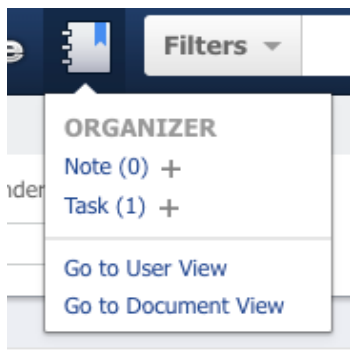 Filters
ORGANIZER
Note (0) +
Task (1) +
Go to User View
Go to Document View